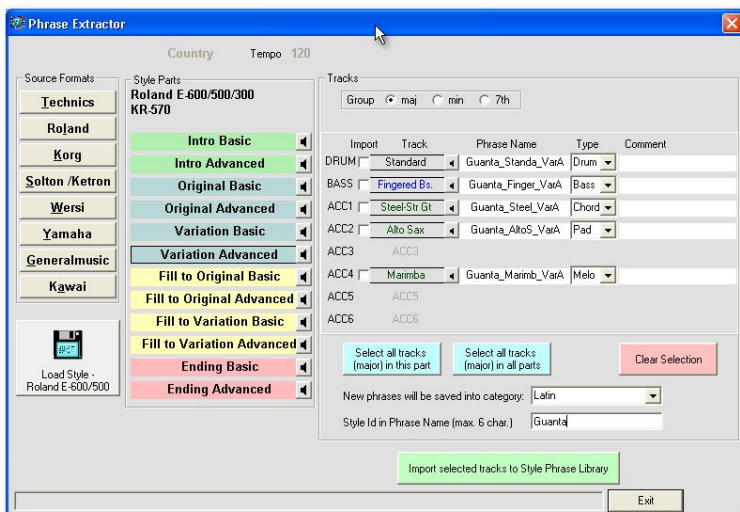 Phrase Extractor
Country Tempo 120
Source Formats
Technics
Roland
Korg
Solton /Ketron
Wersi
Yamaha
Generalmusic
Kawai
Load Style -
Roland E-600/500
Style Parts
Roland E-600/500/300
KR-570
Intro Basic
Intro Advanced
Original Basic
Original Advanced
Variation Basic
Variation Advanced
Fill to Original Basic
Fill to Original Advanced
Fill to Variation Basic
Fill to Variation Advanced
Ending Basic
Ending Advanced
Tracks
Group maj min 7th
Import Track Phrase Name Type Comment
DRUM Standard Guanta_Standa_VarA Drum
BASS Fingered Bs. Guanta_Finger_VarA Bass
ACC1 Steel-Str Gt Guanta_Steel_VarA Chord
ACC2 Alto Sax Guanta_AltoS_VarA Pad
ACC3 ACC3
ACC4 Marimba Guanta_Marimb_VarA Melo
ACC5 ACC5
ACC6 ACC6
Select all tracks
(major) in this part
Select all tracks
(major) in all parts
Clear Selection
New phrases will be saved into category: Latin
Style Id in Phrase Name (max. 6 char.) Guanta
Import selected tracks to Style Phrase Library
Exit